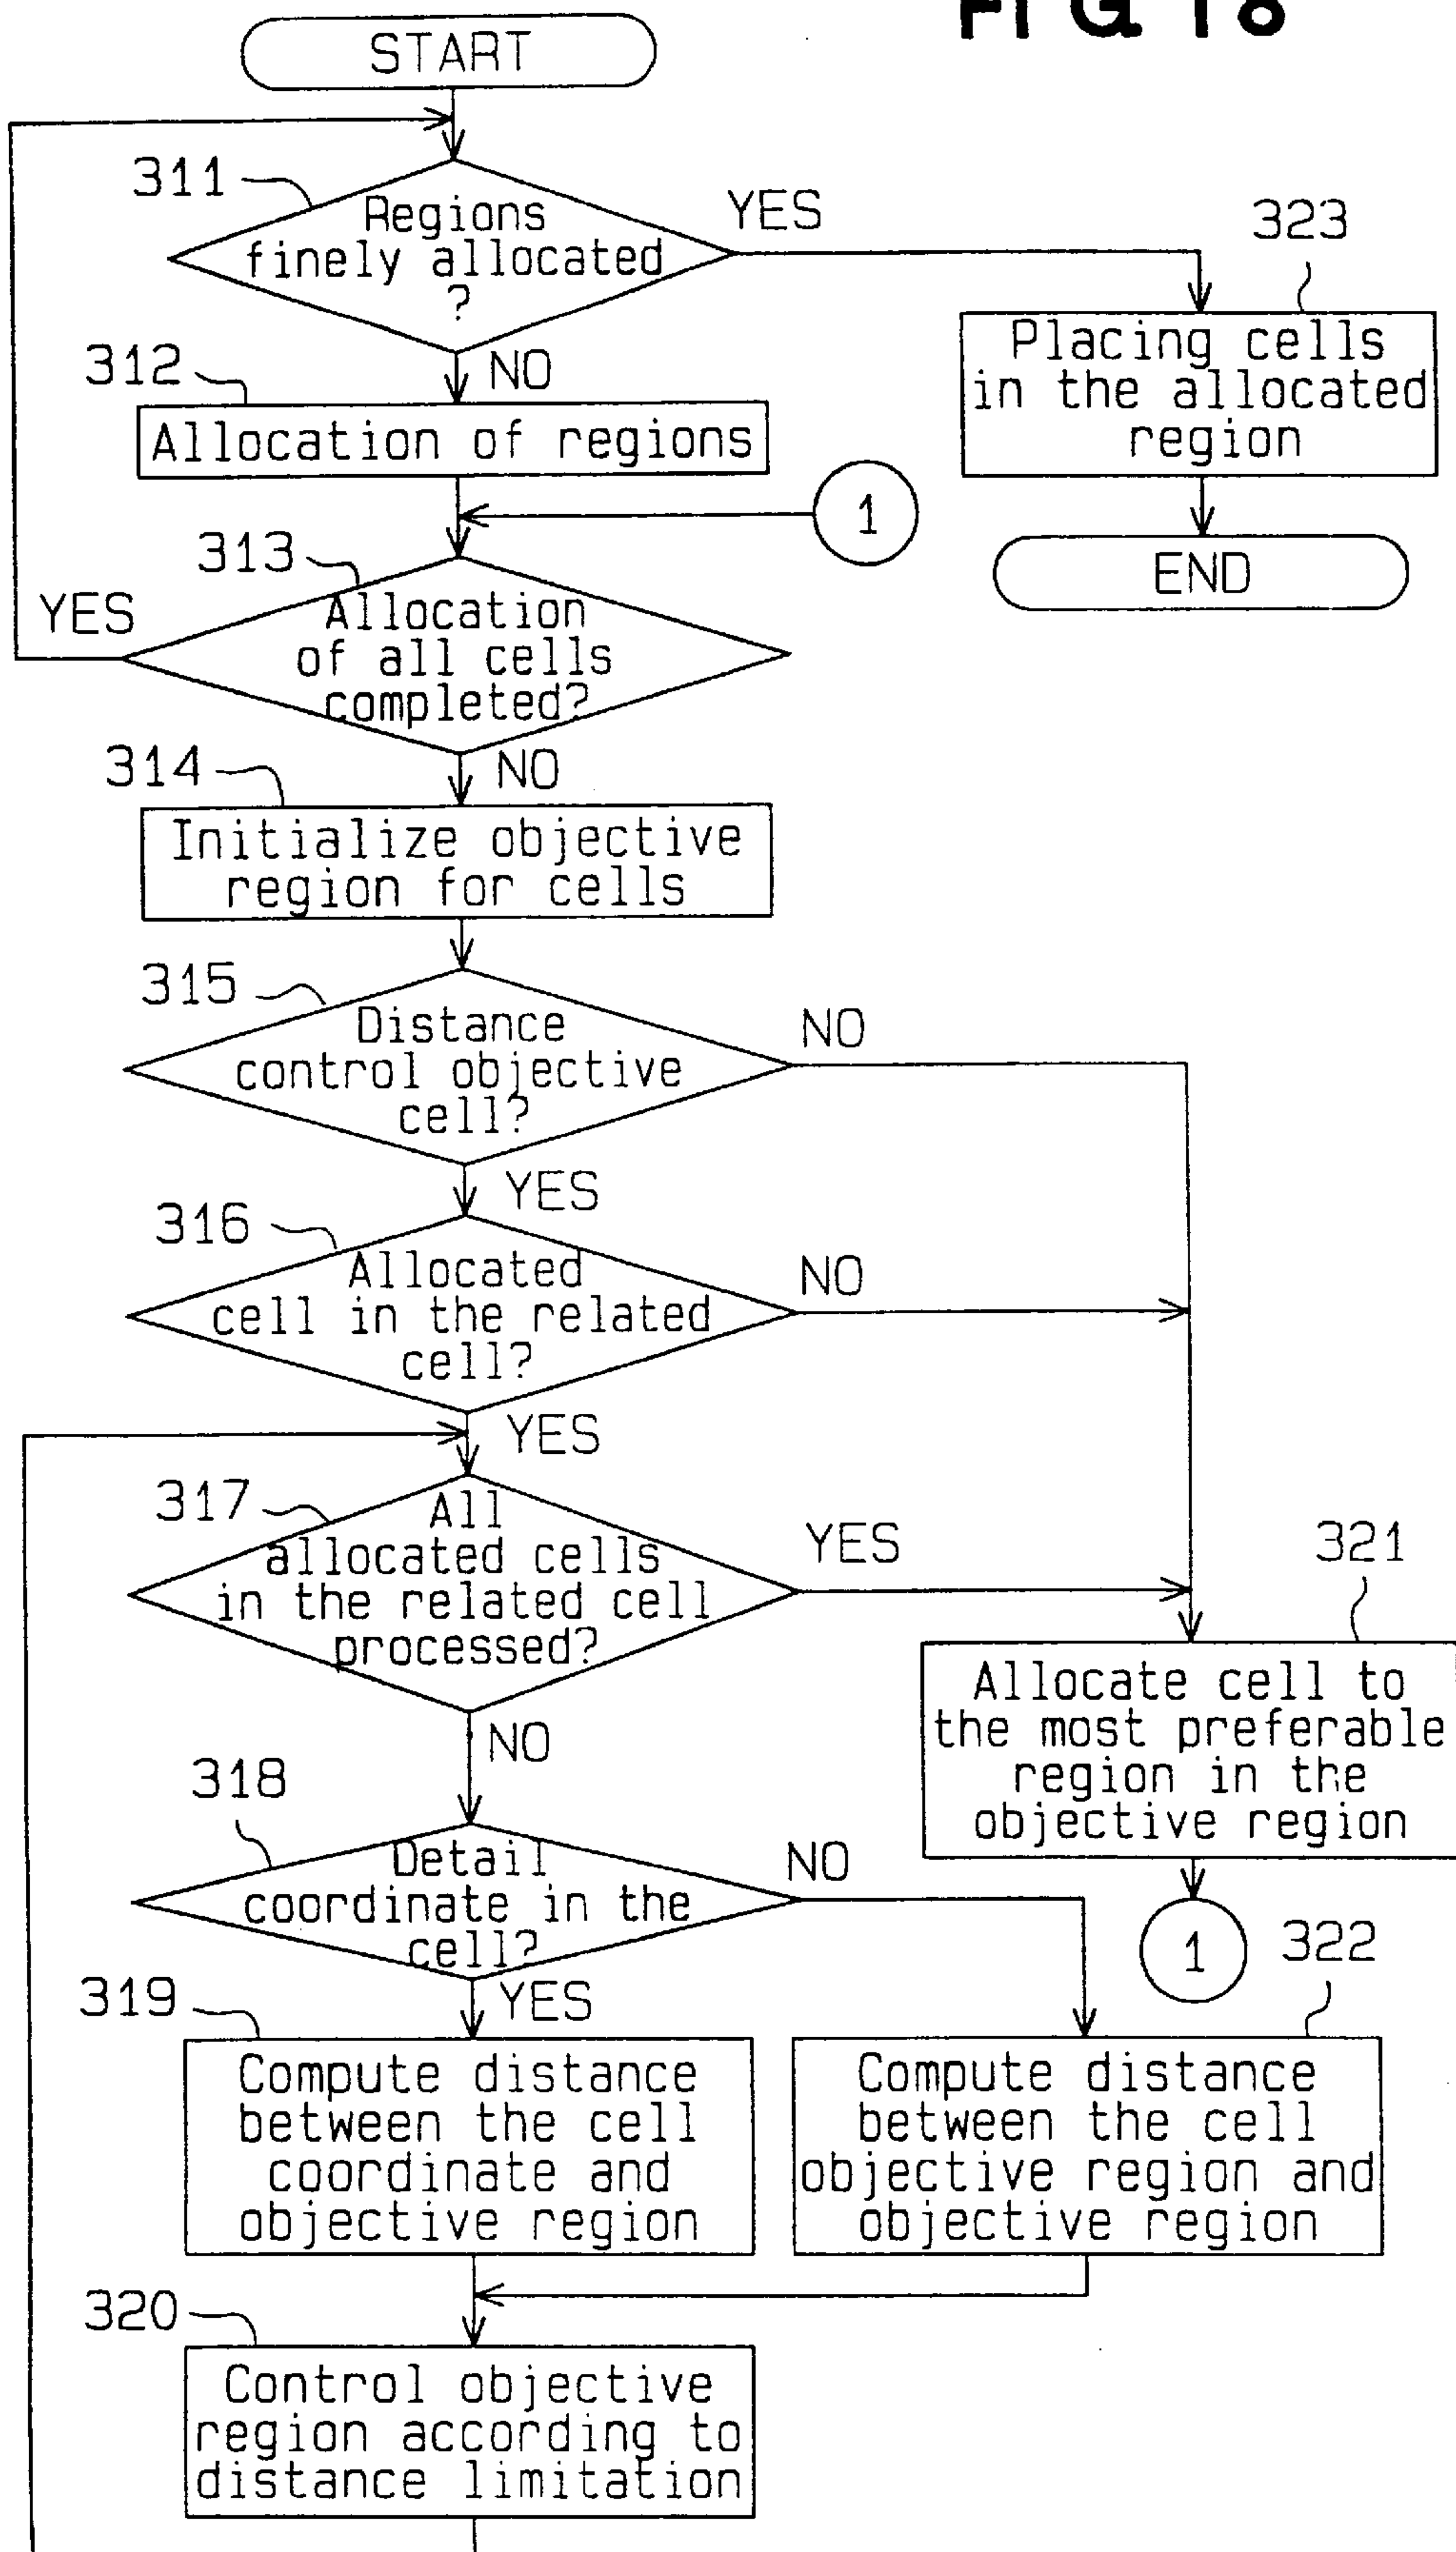 FIG 18
START
311
Regions
finely allocated
?
YES
323
Placing cells
in the allocated
region
END
NO
312
Allocation of regions
1
313
Allocation
of all cells
completed?
YES
NO
314
Initialize objective
region for cells
315
Distance
control objective
cell?
NO
YES
316
Allocated
cell in the related
cell?
NO
YES
317
All
allocated cells
in the related cell
processed?
YES
321
Allocate cell to
the most preferable
region in the
objective region
1
NO
318
Detail
coordinate in the
cell?
NO
322
YES
319
Compute distance
between the cell
coordinate and
objective region
Compute distance
between the cell
objective region and
objective region
320
Control objective
region according to
distance limitation